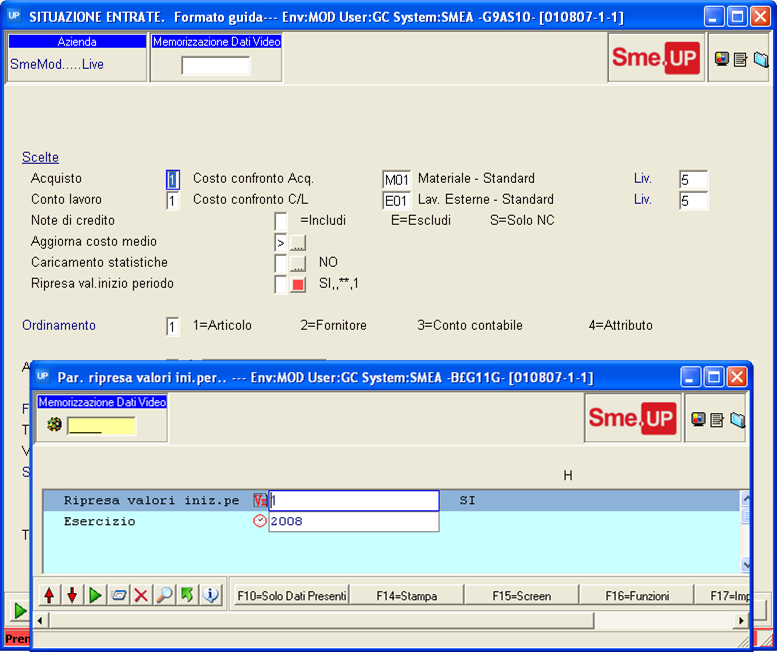 UP SITUAZIONE ENTRATE. Formato guida--- Env:MOD User:GC System:SMEA -G9AS10- [010807-1-1]
Azienda
SmeMod.....Live
Memorizzazione Dati Video
Sme.UP
Scelte
Acquisto 1 Costo confronto Acq. M01 Materiale - Standard Liv. 5
Conto lavoro 1 Costo confronto C/L E01 Lav. Esterne - Standard Liv. 5
Note di credito =Includi E=Escludi S=Solo NC
Aggiorna costo medio > ...
Caricamento statistiche ... NO
Ripresa val.inizio periodo SI,,**,1
Ordinamento 1 1=Articolo 2=Fornitore 3=Conto contabile 4=Attributo
A
F
T
V
S
T
Pren
UP Par. ripresa valori ini.per.. --- Env:MOD User:GC System:SMEA -B£G11G- [010807-1-1]
Memorizzazione Dati Video
Sme.UP
H
Ripresa valori iniz.pe V= 1 SI
Esercizio 2008
F10=Solo Dati Presenti F14=Stampa F15=Screen F16=Funzioni F17=Imp